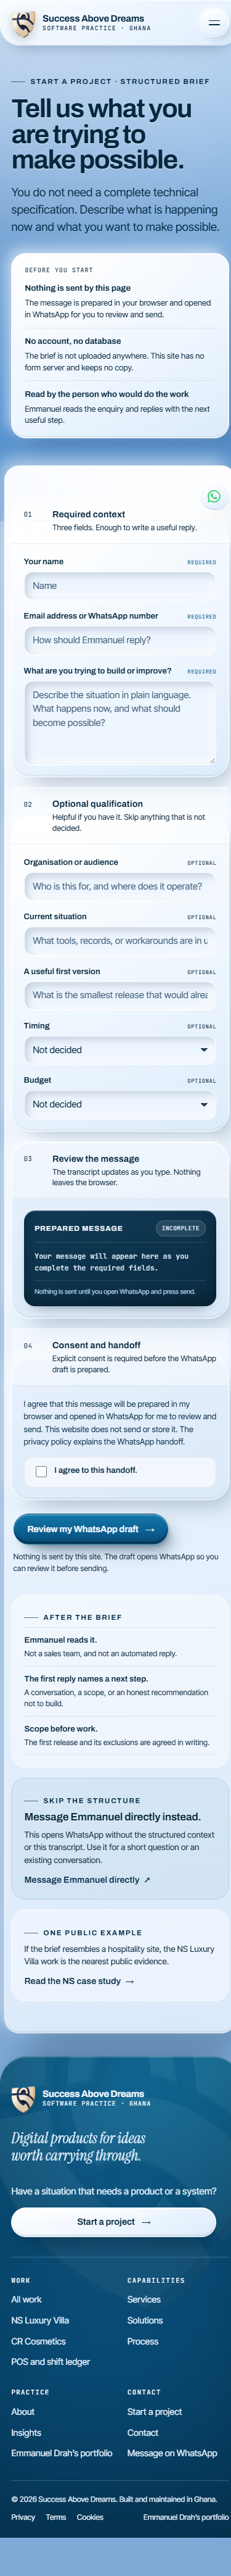 Success Above Dreams
SOFTWARE PRACTICE · GHANA
START A PROJECT · STRUCTURED BRIEF
Tell us what you
are trying to
make possible.
You do not need a complete technical
specification. Describe what is happening
now and what you want to make possible.
BEFORE YOU START
Nothing is sent by this page
The message is prepared in your browser and opened
in WhatsApp for you to review and send.
No account, no database
The brief is not uploaded anywhere. This site has no
form server and keeps no copy.
Read by the person who would do the work
Emmanuel reads the enquiry and replies with the next
useful step.
01
Required context
Three fields. Enough to write a useful reply.
Your name
REQUIRED
Name
Email address or WhatsApp number
REQUIRED
How should Emmanuel reply?
What are you trying to build or improve?
REQUIRED
Describe the situation in plain language.
What happens now, and what should
become possible?
02
Optional qualification
Helpful if you have it. Skip anything that is not
decided.
Organisation or audience
OPTIONAL
Who is this for, and where does it operate?
Current situation
OPTIONAL
What tools, records, or workarounds are in u
A useful first version
OPTIONAL
What is the smallest release that would alrea
Timing
OPTIONAL
Not decided
Budget
OPTIONAL
Not decided
03
Review the message
The transcript updates as you type. Nothing
leaves the browser.
PREPARED MESSAGE
INCOMPLETE
Your message will appear here as you
complete the required fields.
Nothing is sent until you open WhatsApp and press send.
04
Consent and handoff
Explicit consent is required before the WhatsApp
draft is prepared.
I agree that this message will be prepared in my
browser and opened in WhatsApp for me to review and
send. This website does not send or store it. The
privacy policy explains the WhatsApp handoff.
I agree to this handoff.
Review my WhatsApp draft →
Nothing is sent by this site. The draft opens WhatsApp so you
can review it before sending.
AFTER THE BRIEF
Emmanuel reads it.
Not a sales team, and not an automated reply.
The first reply names a next step.
A conversation, a scope, or an honest recommendation
not to build.
Scope before work.
The first release and its exclusions are agreed in writing.
SKIP THE STRUCTURE
Message Emmanuel directly instead.
This opens WhatsApp without the structured context
or this transcript. Use it for a short question or an
existing conversation.
Message Emmanuel directly ↗
ONE PUBLIC EXAMPLE
If the brief resembles a hospitality site, the NS Luxury
Villa work is the nearest public evidence.
Read the NS case study →
Success Above Dreams
SOFTWARE PRACTICE · GHANA
Digital products for ideas
worth carrying through.
Have a situation that needs a product or a system?
Start a project →
WORK
All work
NS Luxury Villa
CR Cosmetics
POS and shift ledger
CAPABILITIES
Services
Solutions
Process
PRACTICE
About
Insights
Emmanuel Drah's portfolio
CONTACT
Start a project
Contact
Message on WhatsApp
© 2026 Success Above Dreams. Built and maintained in Ghana.
Privacy Terms Cookies Emmanuel Drah's portfolio